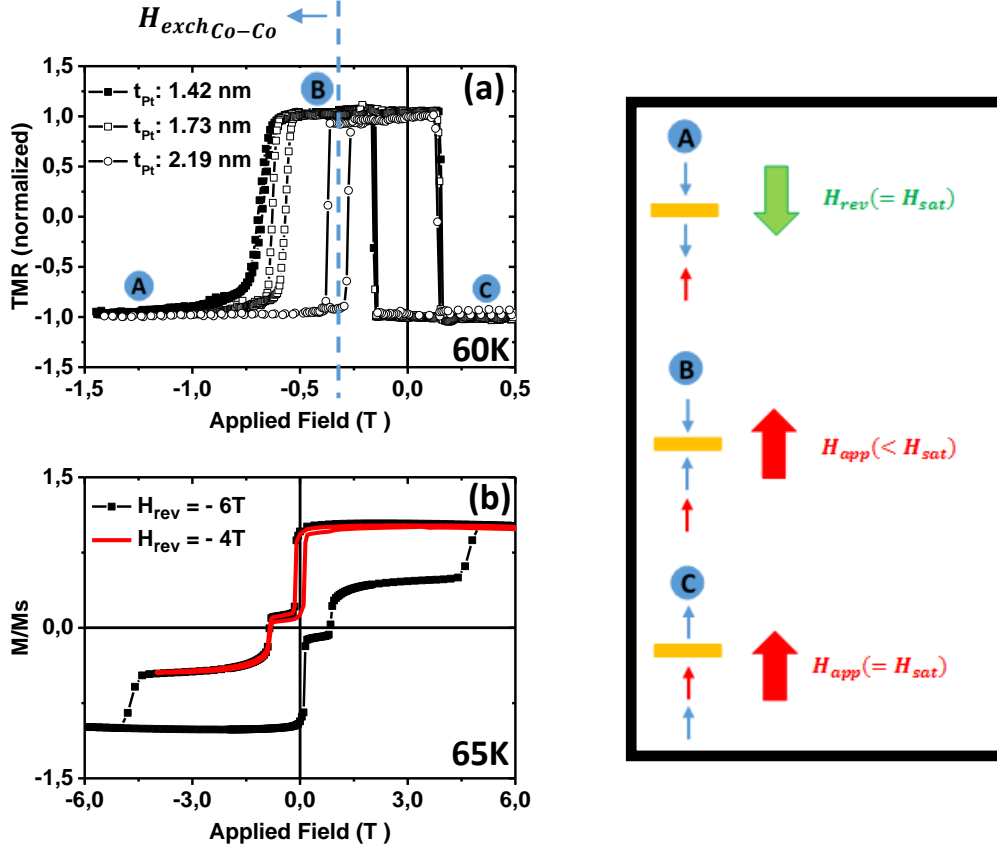 H_exch_Co−Co
(a)
B
t_Pt: 1.42 nm
t_Pt: 1.73 nm
t_Pt: 2.19 nm
A
C
60K
1,5
1,0
0,5
0,0
-0,5
-1,0
-1,5
TMR (normalized)
-1,5 -1,0 -0,5 0,0 0,5
Applied Field (T )
(b)
H_rev = - 6T
H_rev = - 4T
65K
1,5
0,0
-1,5
M/Ms
-6,0 -3,0 0,0 3,0 6,0
Applied Field (T )
A
H_rev(= H_sat)
B
H_app(< H_sat)
C
H_app(= H_sat)